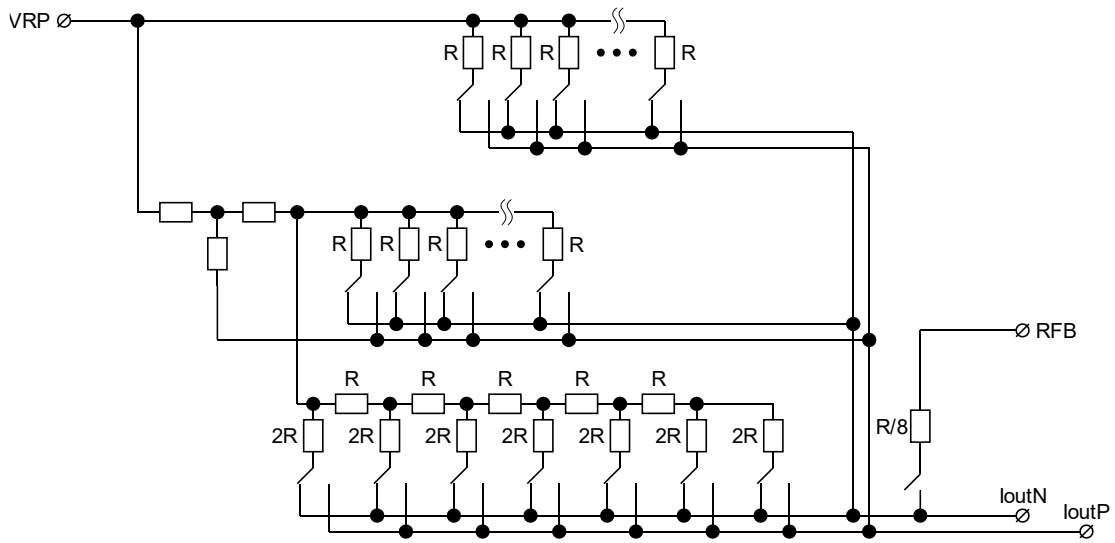 VRP
R R R R
R R R R
RFB
R R R R R
2R 2R 2R 2R 2R 2R 2R R/8
IoutN
IoutP